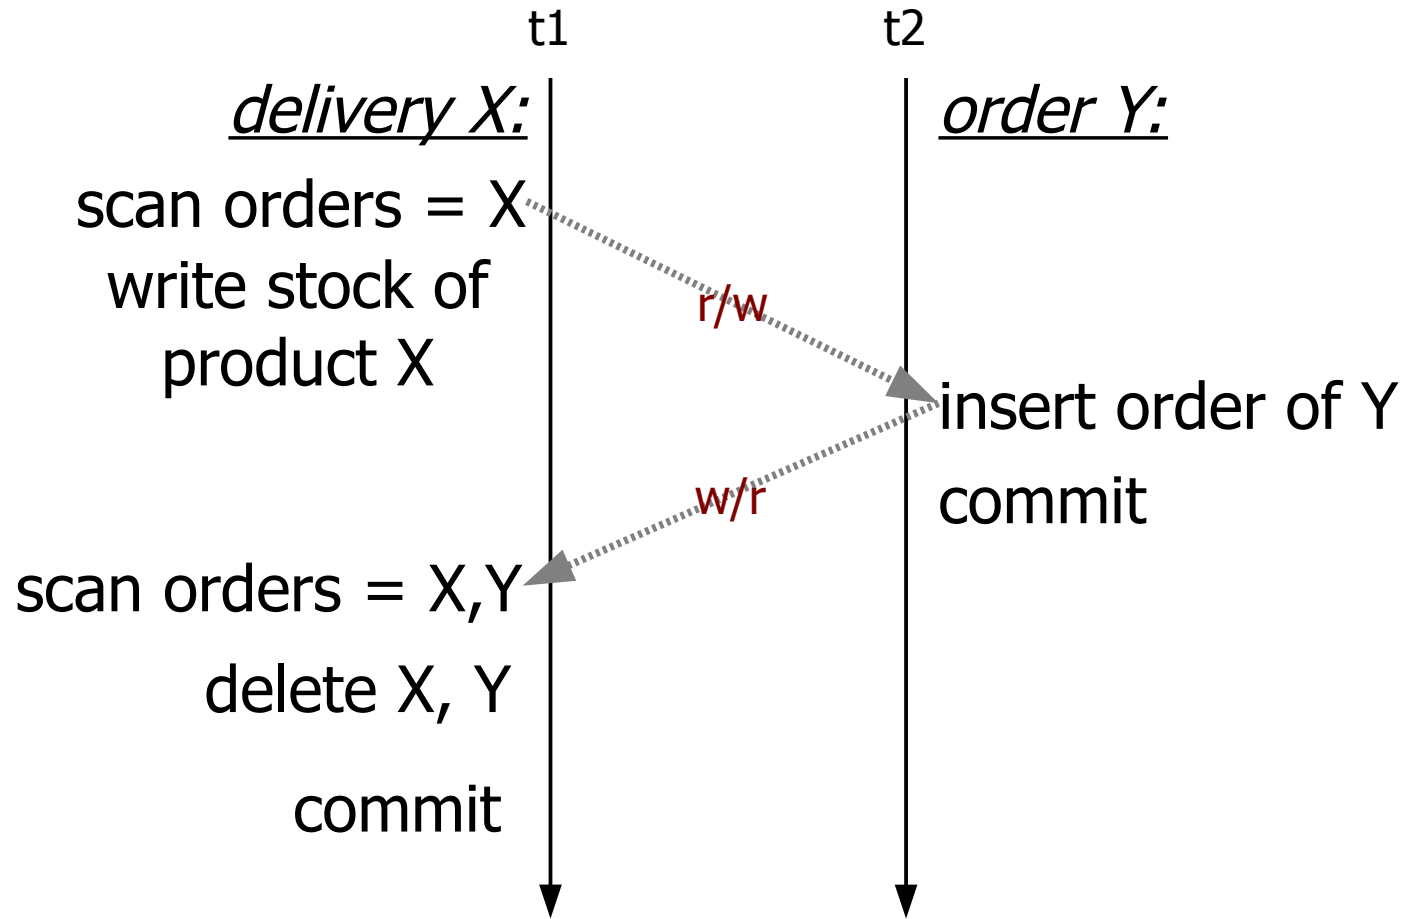 t1
t2
delivery X:
order Y:
scan orders = X
write stock of
product X
r/w
insert order of Y
w/r
commit
scan orders = X,Y
delete X, Y
commit